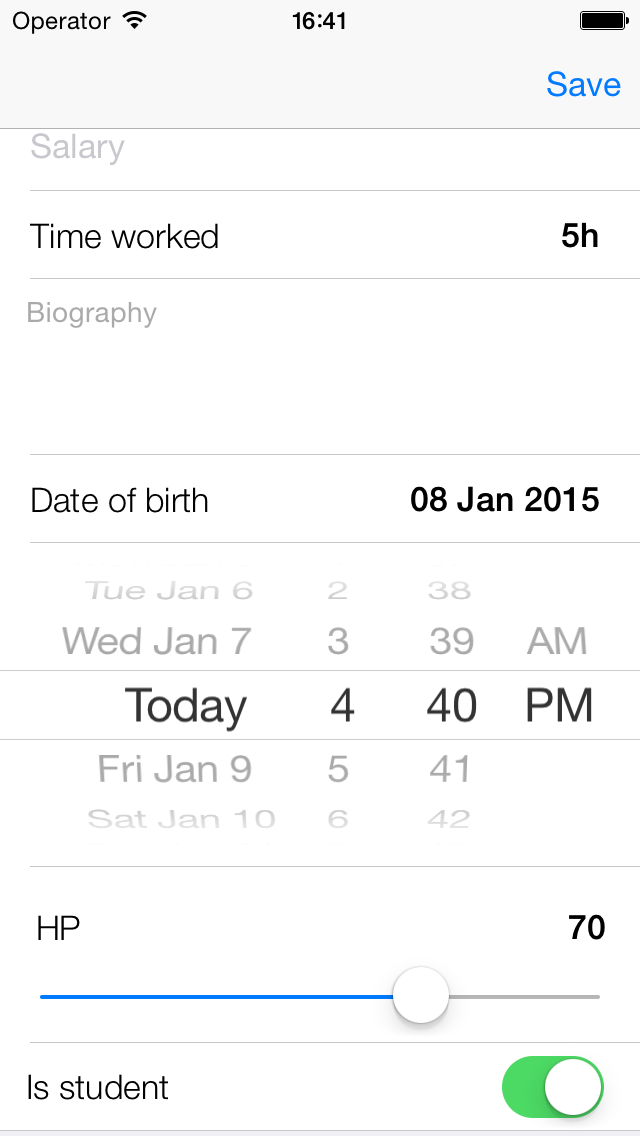 Operator 16:41
Save
Salary
Time worked 5h
Biography
Date of birth 08 Jan 2015
Tue Jan 6 2 38
Wed Jan 7 3 39 AM
Today 4 40 PM
Fri Jan 9 5 41
Sat Jan 10 6 42
HP 70
Is student